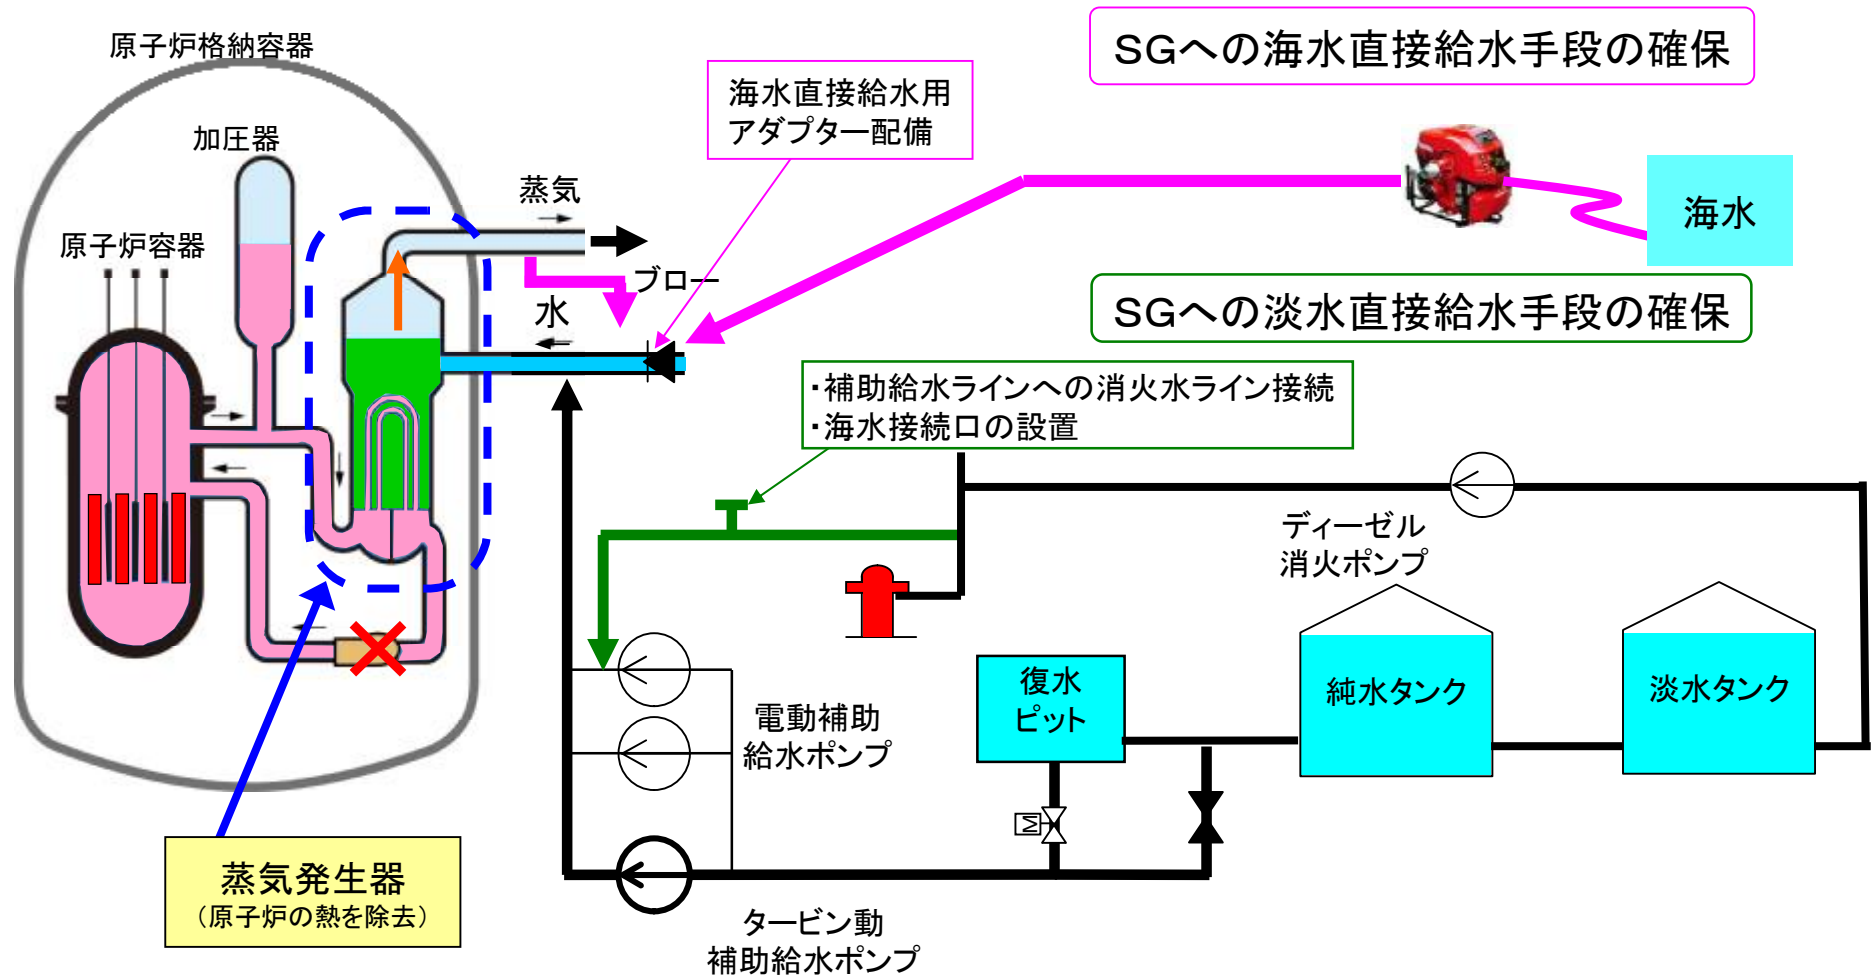 SGへの海水直接給水手段の確保
原子炉格納容器
海水直接給水用
アダプター配備
加圧器
蒸気
海水
原子炉容器
ブロー
水
SGへの淡水直接給水手段の確保
・補助給水ラインへの消火水ライン接続
・海水接続口の設置
ディーゼル
消火ポンプ
復水
ピット
純水タンク
淡水タンク
電動補助
給水ポンプ
M
蒸気発生器
（原子炉の熱を除去）
タービン動
補助給水ポンプ